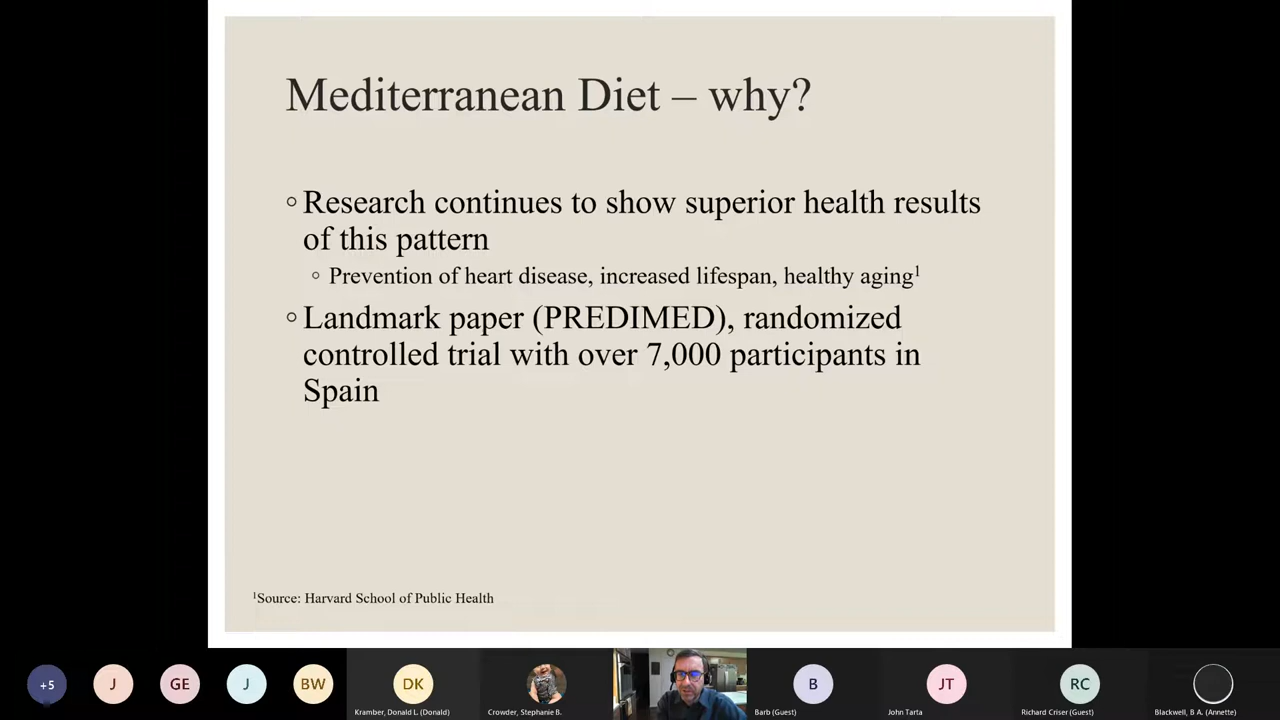 Mediterranean Diet – why?
◦ Research continues to show superior health results
of this pattern
◦ Prevention of heart disease, increased lifespan, healthy aging¹
◦ Landmark paper (PREDIMED), randomized
controlled trial with over 7,000 participants in
Spain
¹Source: Harvard School of Public Health
+5
J
GE
J
BW
DK
B
JT
RC
Kramber, Donald L. (Donald)
Crowder, Stephanie B.
Barb (Guest)
John Tarta
Richard Criser (Guest)
Blackwell, B A. (Annette)